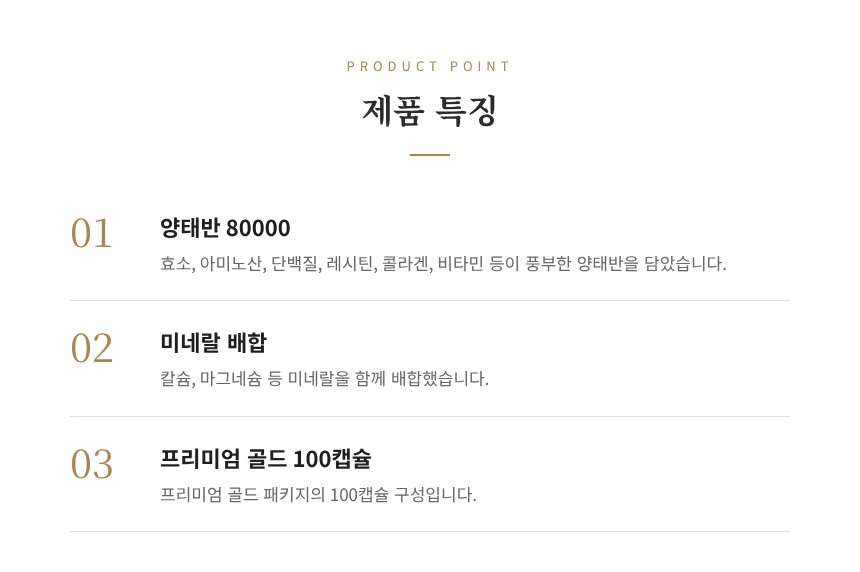 PRODUCT POINT
제품 특징
01
양태반 80000
효소, 아미노산, 단백질, 레시틴, 콜라겐, 비타민 등이 풍부한 양태반을 담았습니다.
02
미네랄 배합
칼슘, 마그네슘 등 미네랄을 함께 배합했습니다.
03
프리미엄 골드 100캡슐
프리미엄 골드 패키지의 100캡슐 구성입니다.